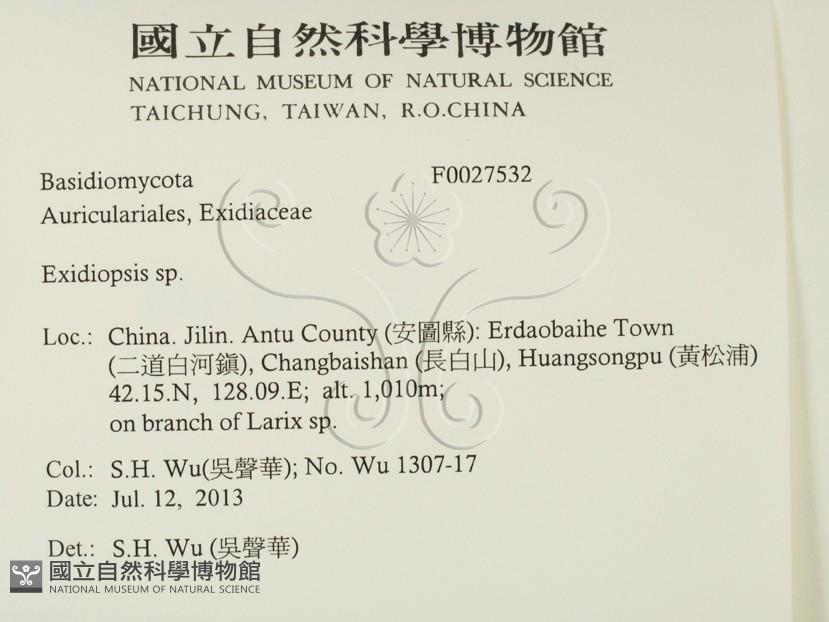 國立自然科學博物館
NATIONAL MUSEUM OF NATURAL SCIENCE
TAICHUNG, TAIWAN, R.O.CHINA
Basidiomycota F0027532
Auriculariales, Exidiaceae
Exidiopsis sp.
Loc.: China. Jilin. Antu County (安圖縣): Erdaobaihe Town
(二道白河鎭), Changbaishan (長白山), Huangsongpu (黃松浦)
42.15.N, 128.09.E; alt. 1,010m;
on branch of Larix sp.
Col.: S.H. Wu(吳聲華); No. Wu 1307-17
Date: Jul. 12, 2013
Det.: S.H. Wu (吳聲華)
國立自然科學博物館
NATIONAL MUSEUM OF NATURAL SCIENCE